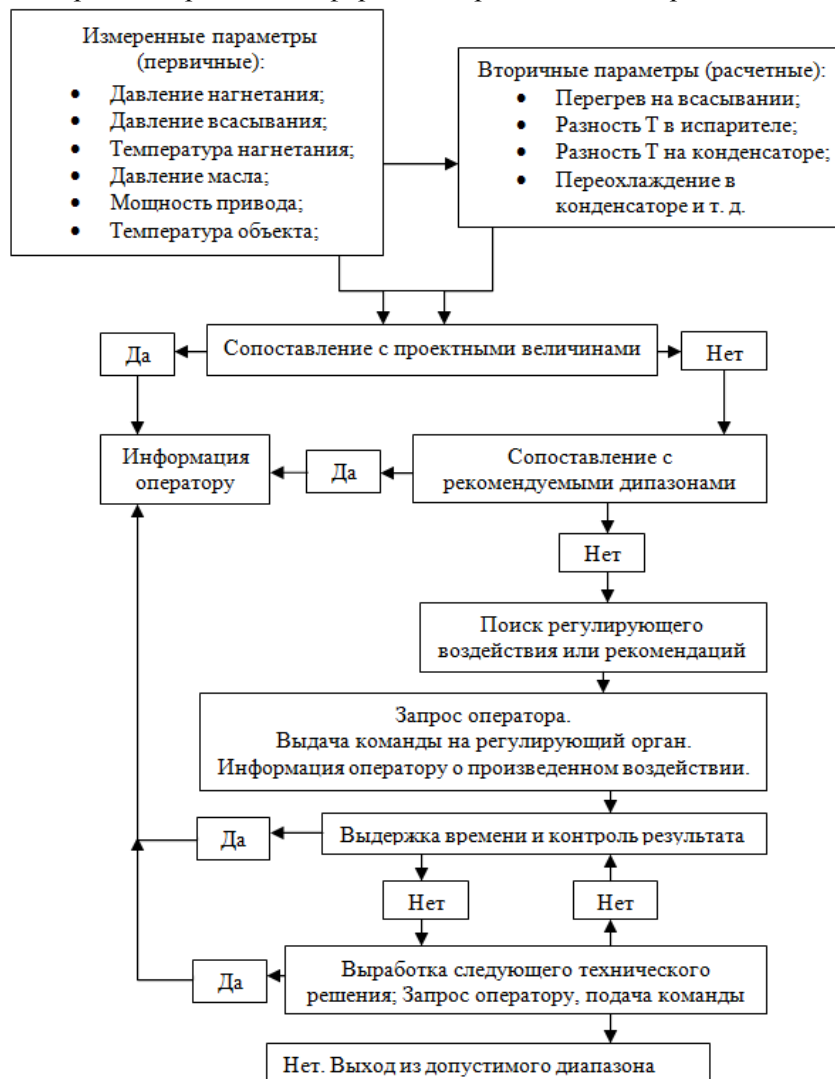 Измеренные параметры
(первичные):
• Давление нагнетания;
• Давление всасывания;
• Температура нагнетания;
• Давление масла;
• Мощность привода;
• Температура объекта;
Вторичные параметры (расчетные):
• Перегрев на всасывании;
• Разность Т в испарителе;
• Разность Т на конденсаторе;
• Переохлаждение в
конденсаторе и т. д.
Да
Сопоставление с проектными величинами
Нет
Информация
оператору
Да
Сопоставление с
рекомендуемыми дипазонами
Нет
Поиск регулирующего
воздействия или рекомендаций
Запрос оператора.
Выдача команды на регулирующий орган.
Информация оператору о произведенном воздействии.
Да
Выдержка времени и контроль результата
Нет
Нет
Да
Выработка следующего технического
решения; Запрос оператору, подача команды
Нет. Выход из допустимого диапазона